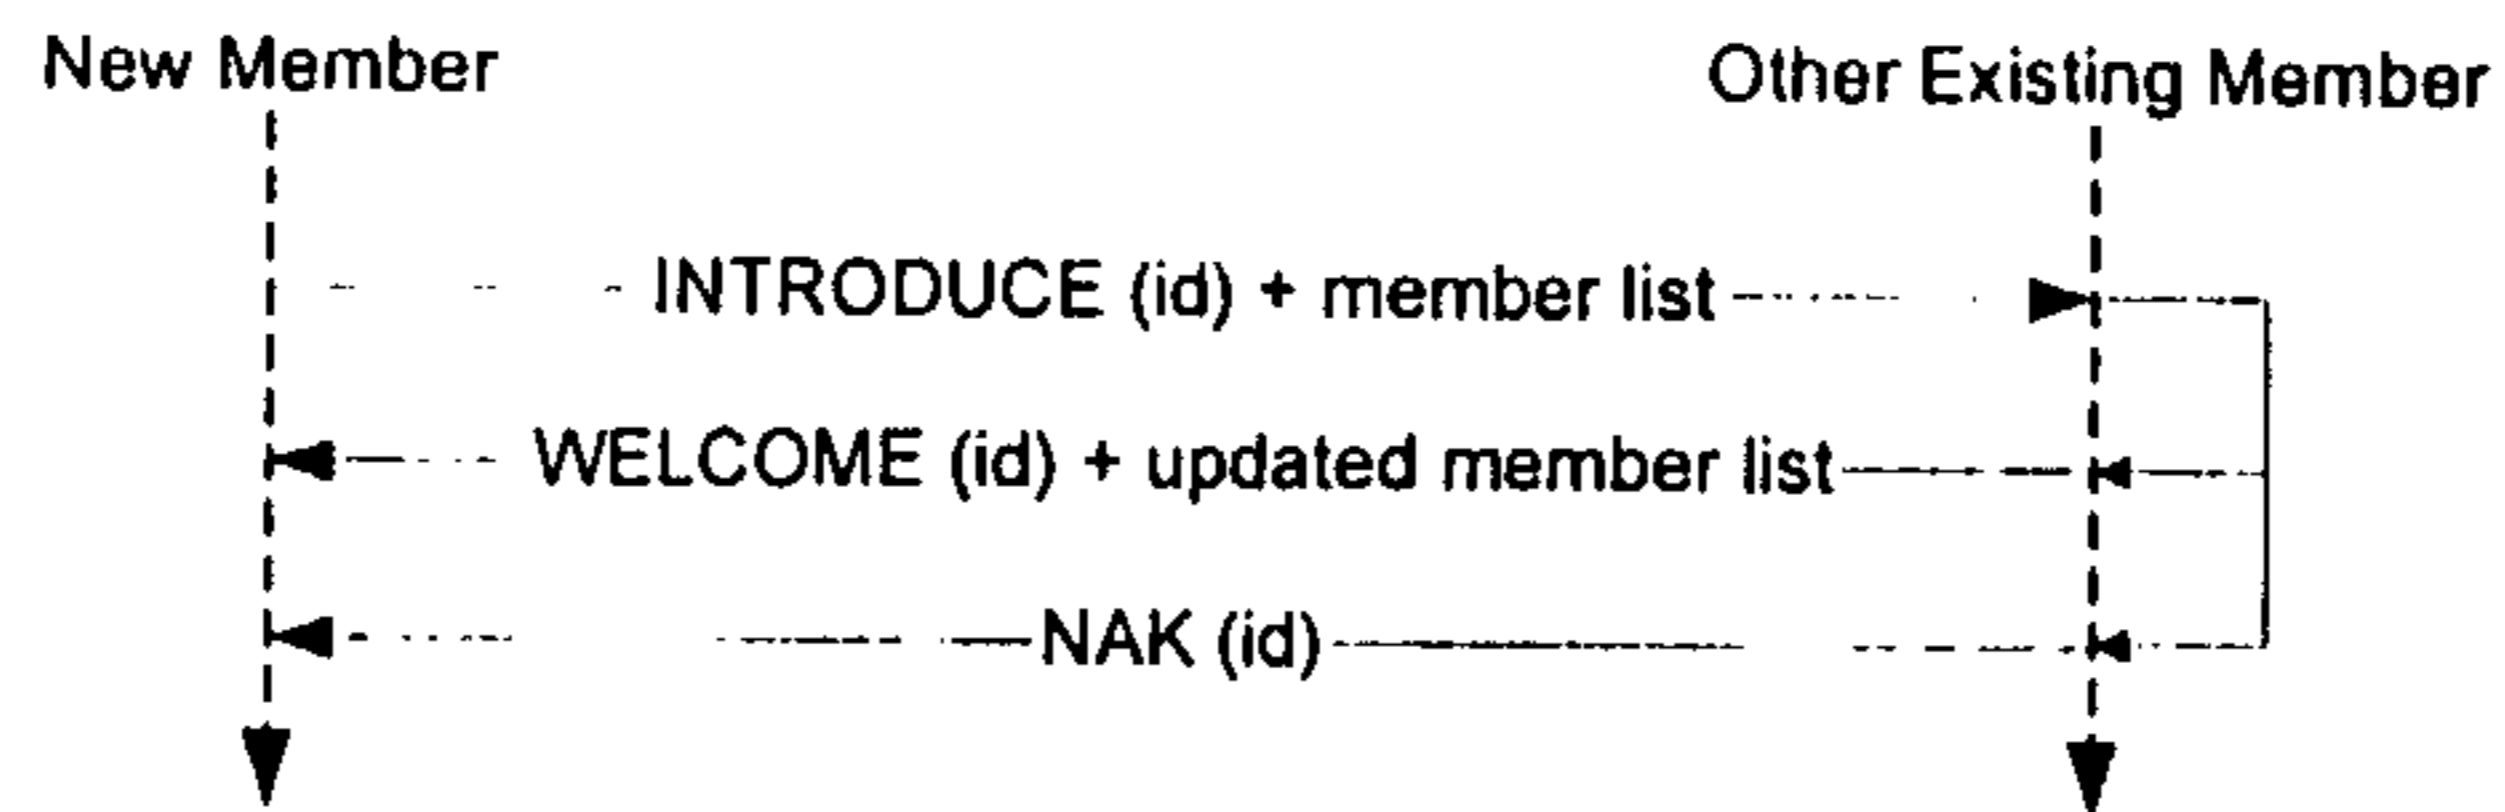 New Member
Other Existing Member
INTRODUCE (id) + member list
WELCOME (id) + updated member list
NAK (id)